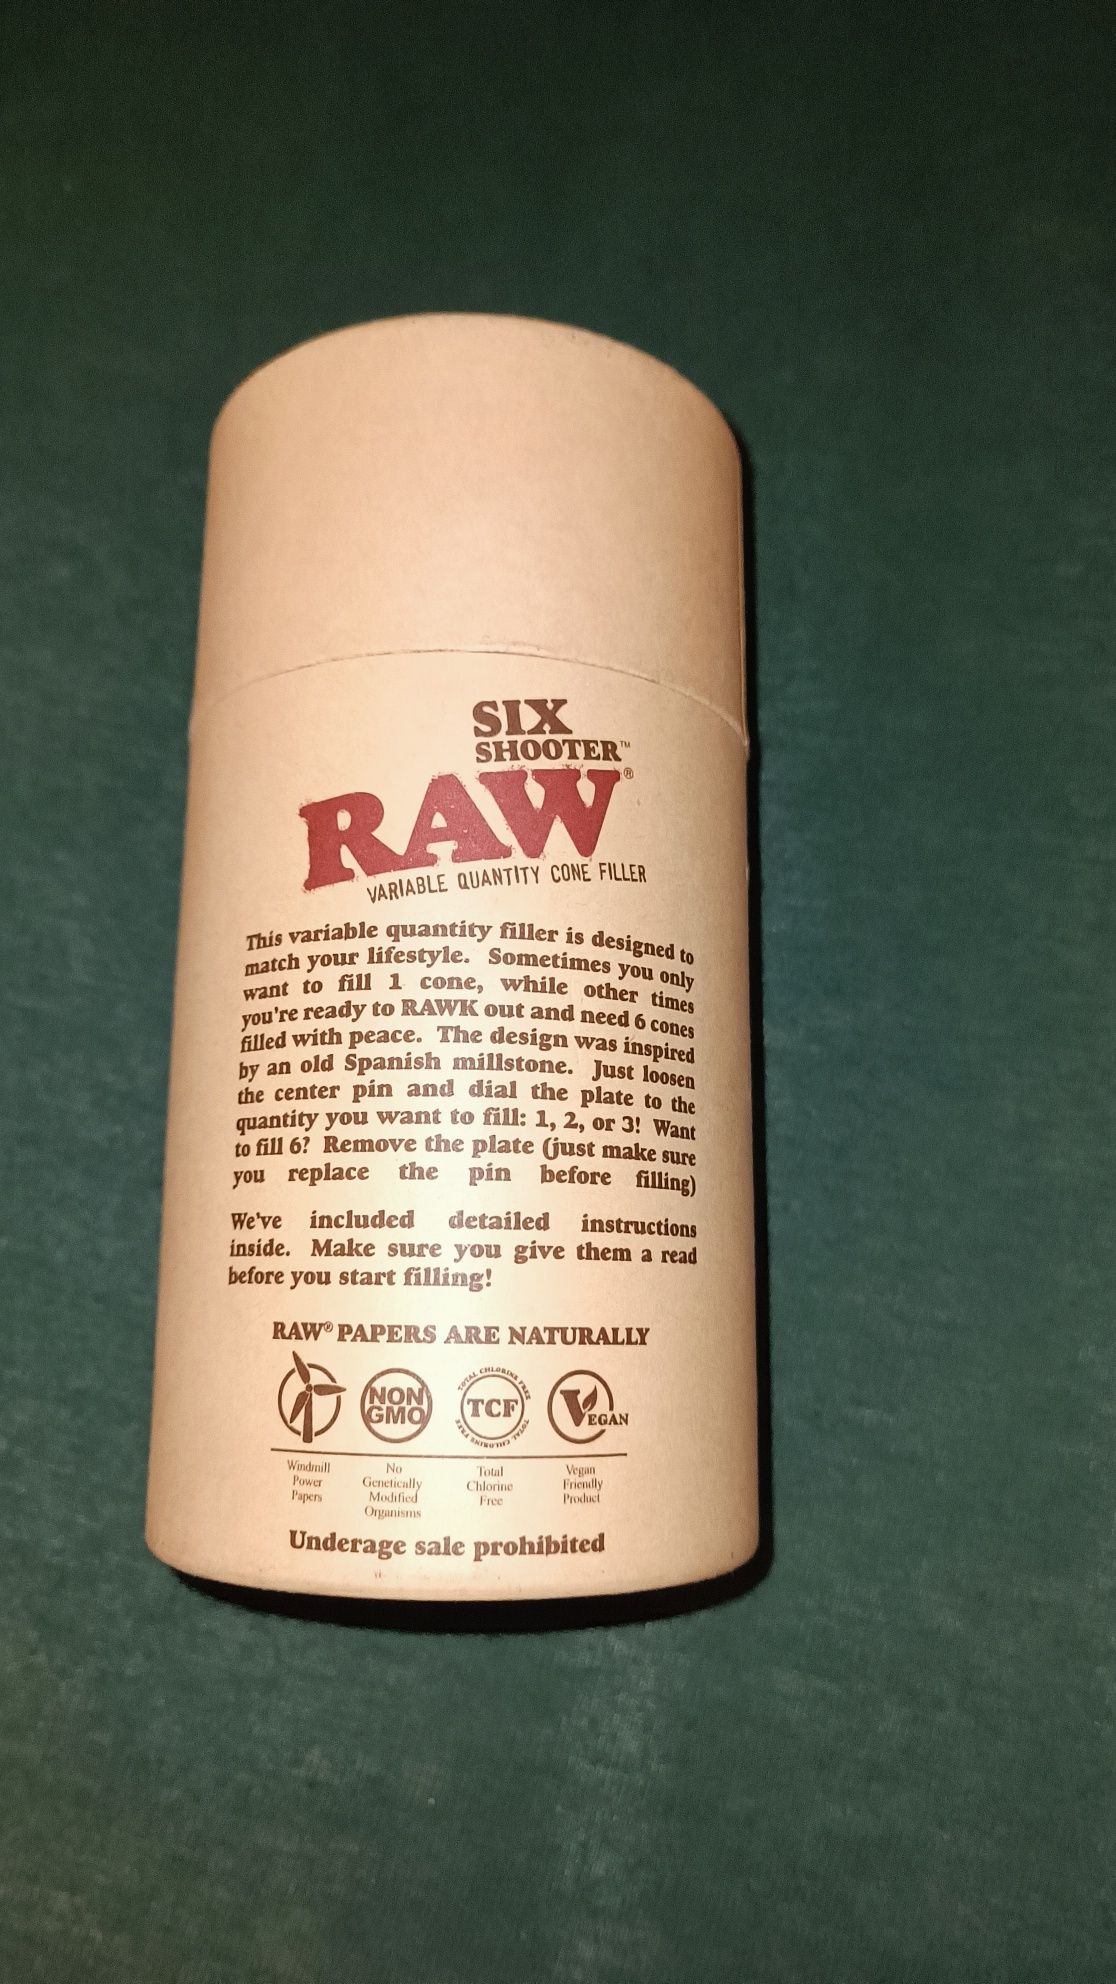 SIX
SHOOTER™
RAW®
VARIABLE QUANTITY CONE FILLER
This variable quantity filler is designed to
match your lifestyle. Sometimes you only
want to fill 1 cone, while other times
you're ready to RAWK out and need 6 cones
filled with peace. The design was inspired
by an old Spanish millstone. Just loosen
the center pin and dial the plate to the
quantity you want to fill: 1, 2, or 3! Want
to fill 6? Remove the plate (just make sure
you replace the pin before filling)
We've included detailed instructions
inside. Make sure you give them a read
before you start filling!
RAW® PAPERS ARE NATURALLY
NON
GMO
TOTAL CHLORINE FREE
TCF
TOTAL CHLORINE FREE
VEGAN
Windmill
Power
Papers
No
Genetically
Modified
Organisms
Total
Chlorine
Free
Vegan
Friendly
Product
Underage sale prohibited